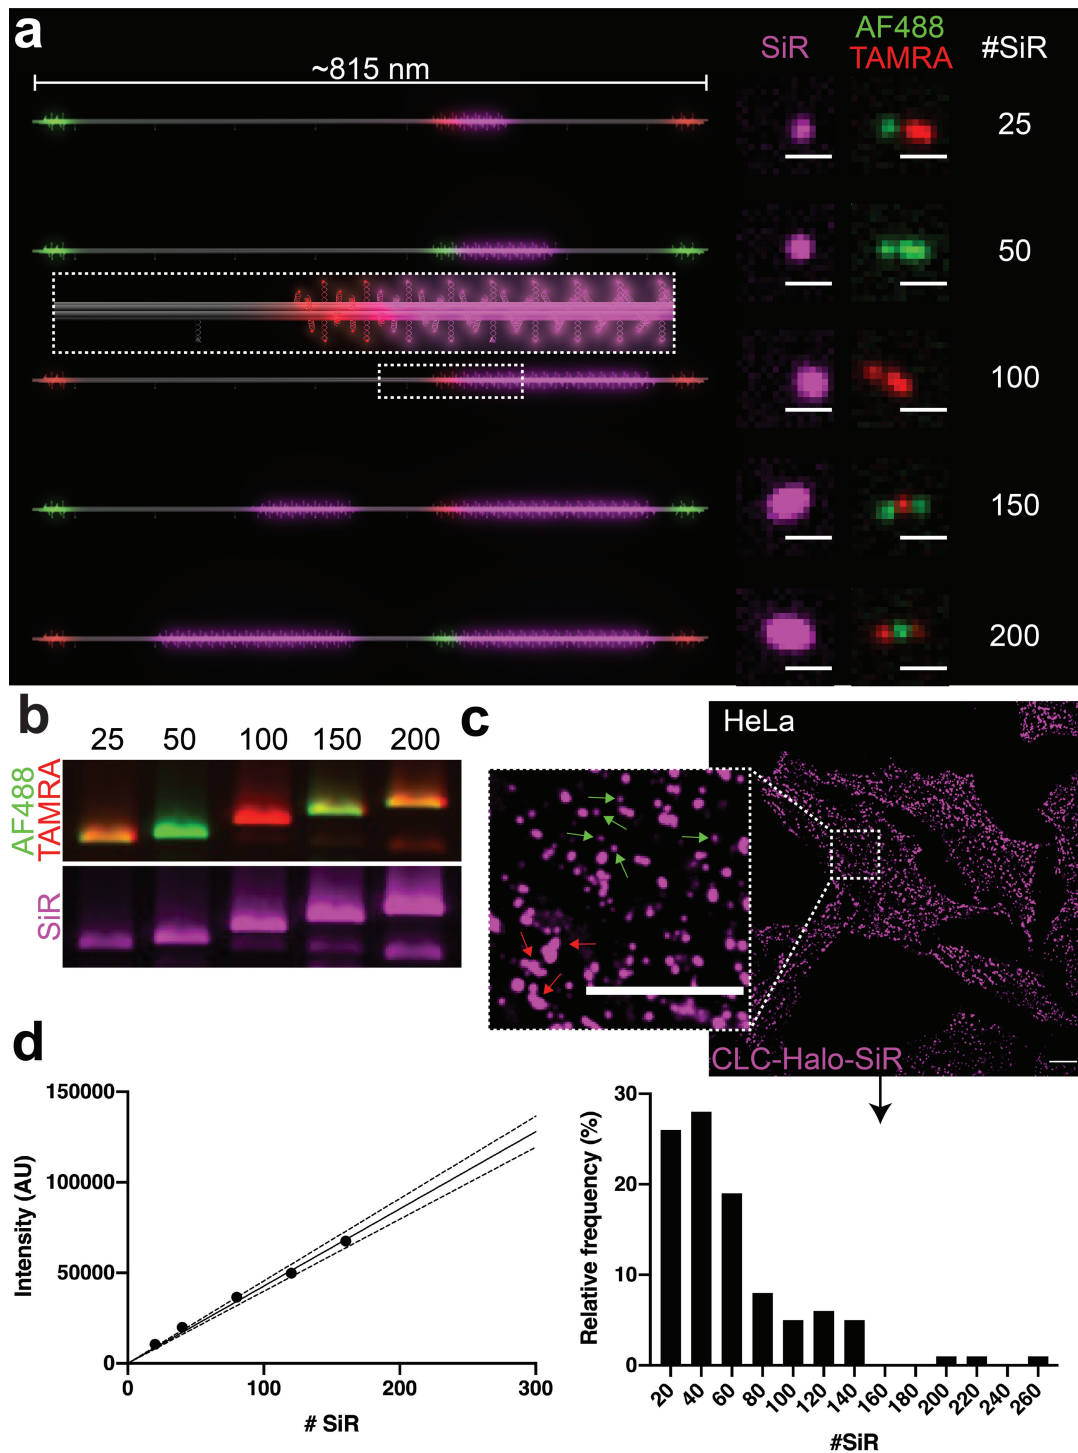 a
~815 nm
SiR
AF488
TAMRA
#SiR
25
50
100
150
200
b
25 50 100 150 200
AF488
TAMRA
SiR
c
HeLa
CLC-Halo-SiR
d
150000
100000
50000
0
0 100 200 300
Intensity (AU)
# SiR
30
20
10
0
Relative frequency (%)
20 40 60 80 100 120 140 160 180 200 220 240 260
#SiR